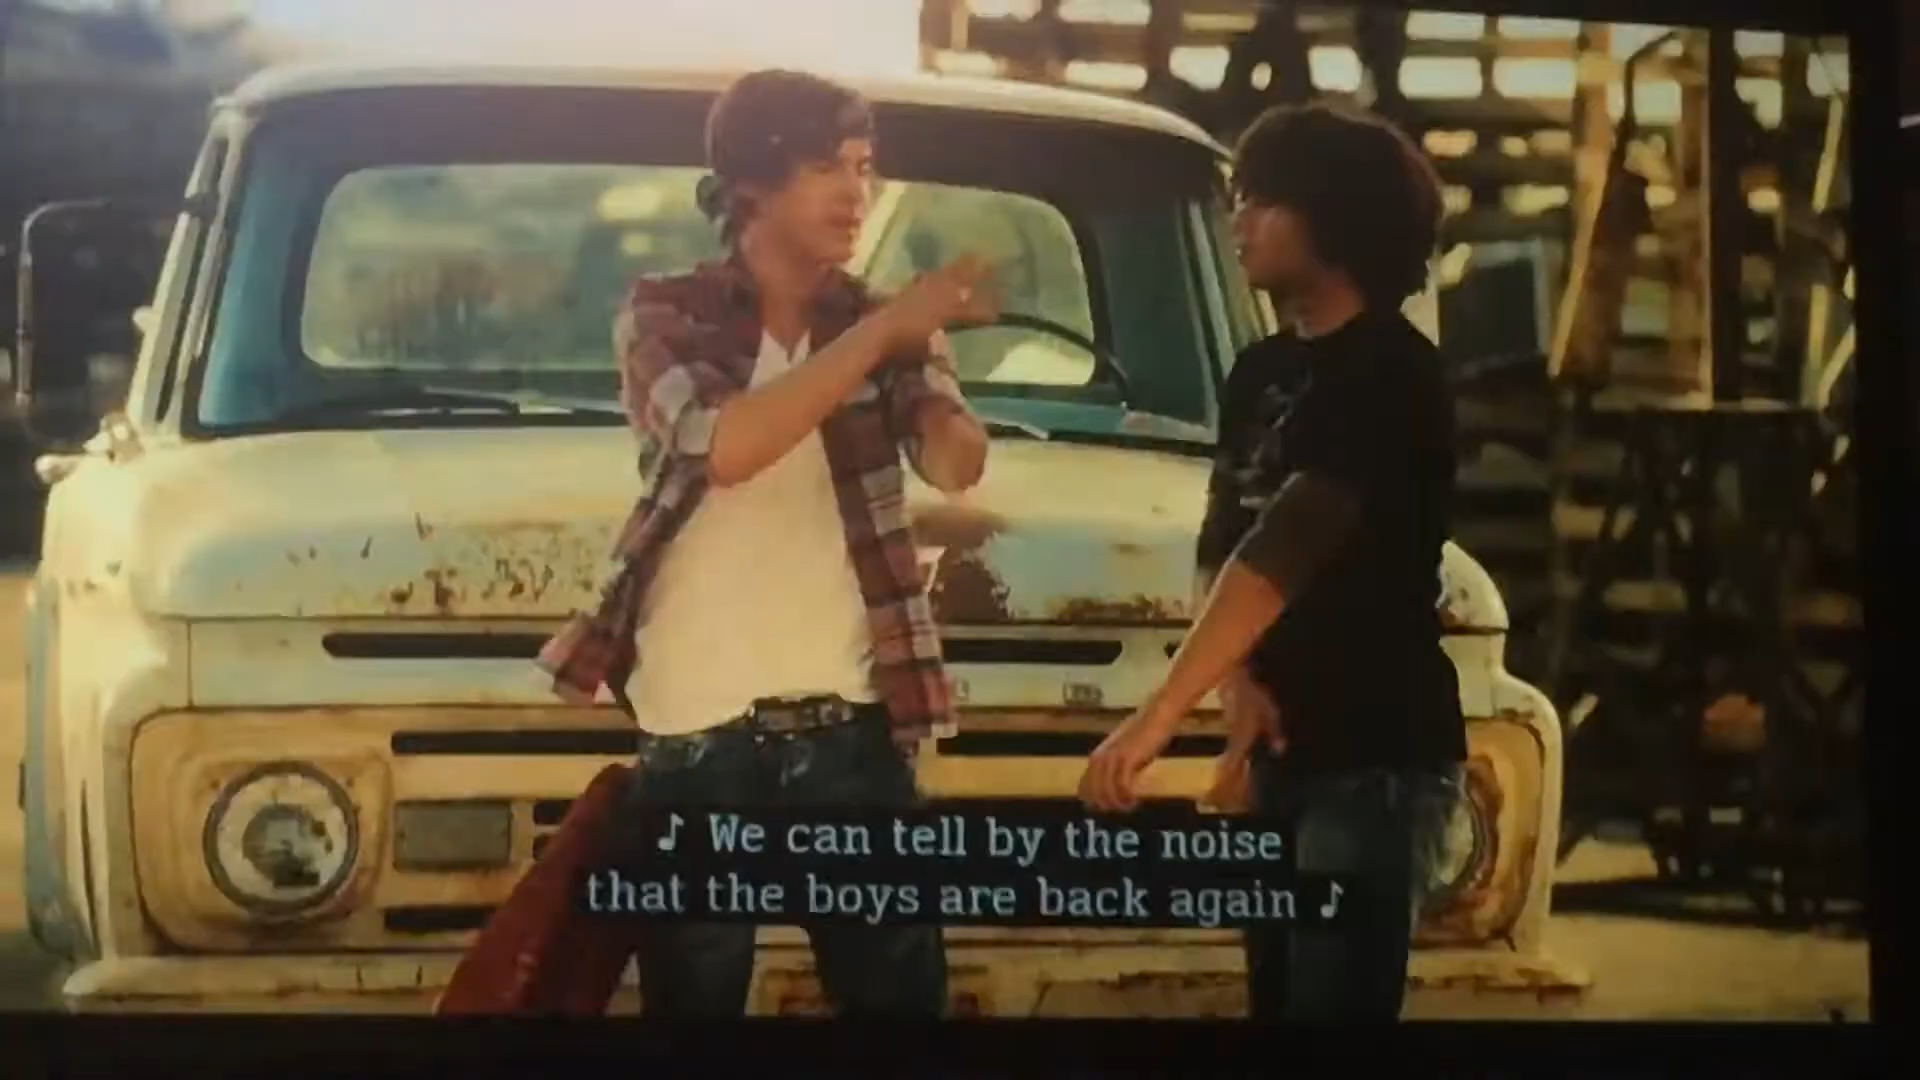 ♪ We can tell by the noise
that the boys are back again ♪